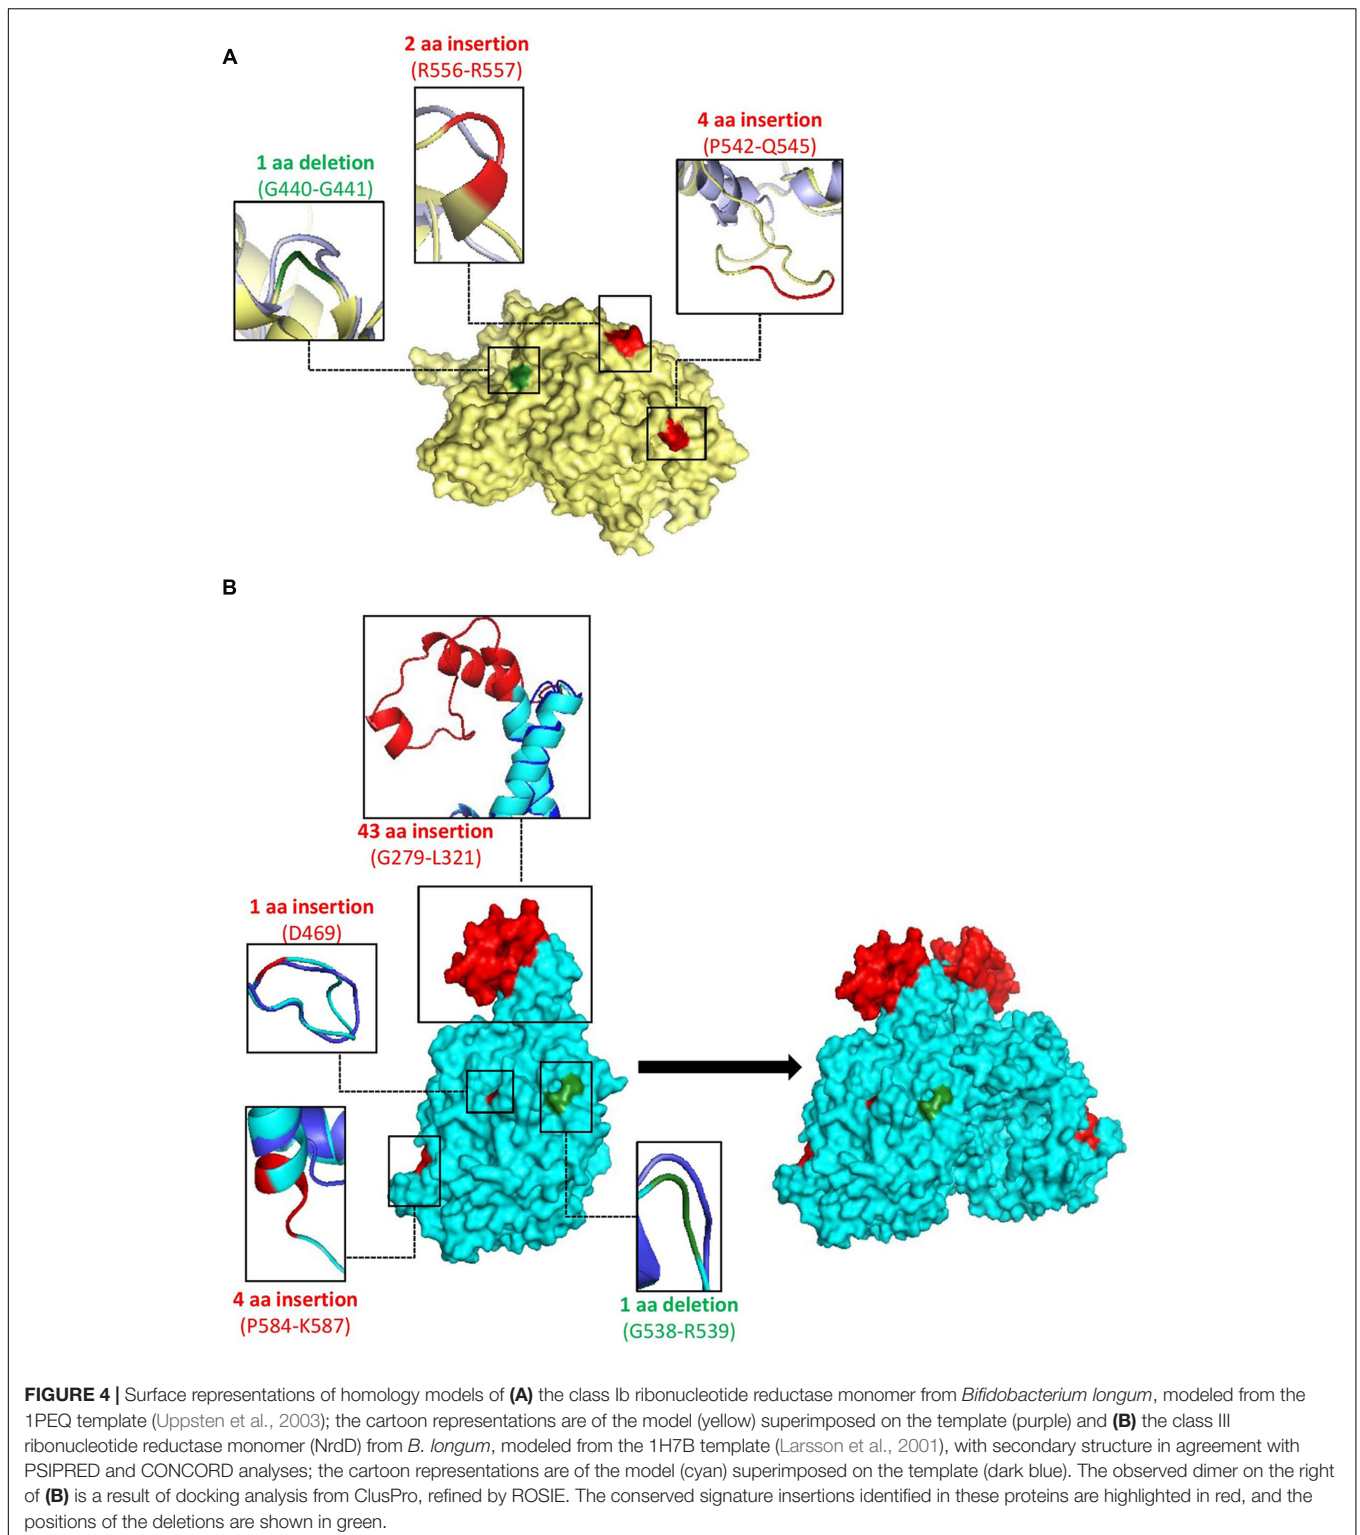 A
2 aa insertion
(R556-R557)
4 aa insertion
(P542-Q545)
1 aa deletion
(G440-G441)
B
43 aa insertion
(G279-L321)
1 aa insertion
(D469)
4 aa insertion
(P584-K587)
1 aa deletion
(G538-R539)
FIGURE 4 | Surface representations of homology models of (A) the class Ib ribonucleotide reductase monomer from Bifidobacterium longum, modeled from the
1PEQ template (Uppsten et al., 2003); the cartoon representations are of the model (yellow) superimposed on the template (purple) and (B) the class III
ribonucleotide reductase monomer (NrdD) from B. longum, modeled from the 1H7B template (Larsson et al., 2001), with secondary structure in agreement with
PSIPRED and CONCORD analyses; the cartoon representations are of the model (cyan) superimposed on the template (dark blue). The observed dimer on the right
of (B) is a result of docking analysis from ClusPro, refined by ROSIE. The conserved signature insertions identified in these proteins are highlighted in red, and the
positions of the deletions are shown in green.